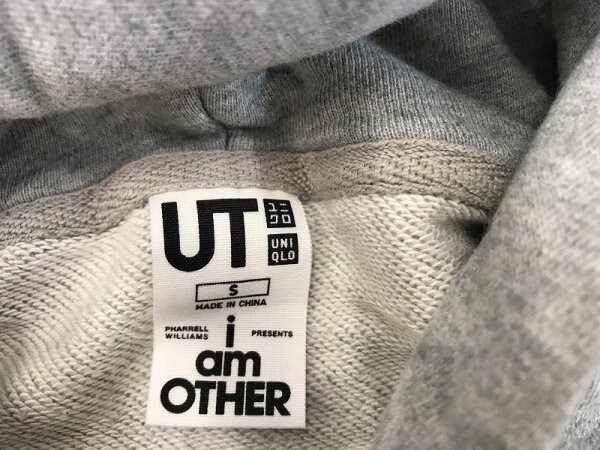 UT
ユニ
クロ
UNI
QLO
S
MADE IN CHINA
PHARRELL WILLIAMS
PRESENTS
i
am
OTHER